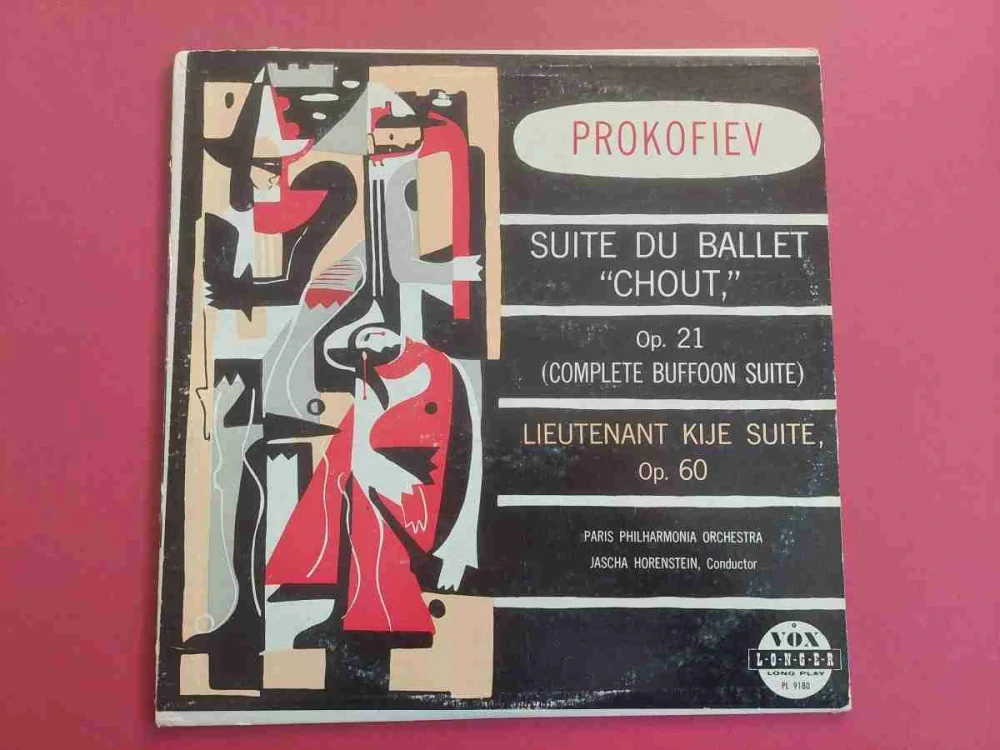 PROKOFIEV
SUITE DU BALLET
“CHOUT,”
Op. 21
(COMPLETE BUFFOON SUITE)
LIEUTENANT KIJE SUITE,
Op. 60
PARIS PHILHARMONIA ORCHESTRA
JASCHA HORENSTEIN, Conductor
VOX
L·O·N·G·E·R
LONG PLAY
PL 9180